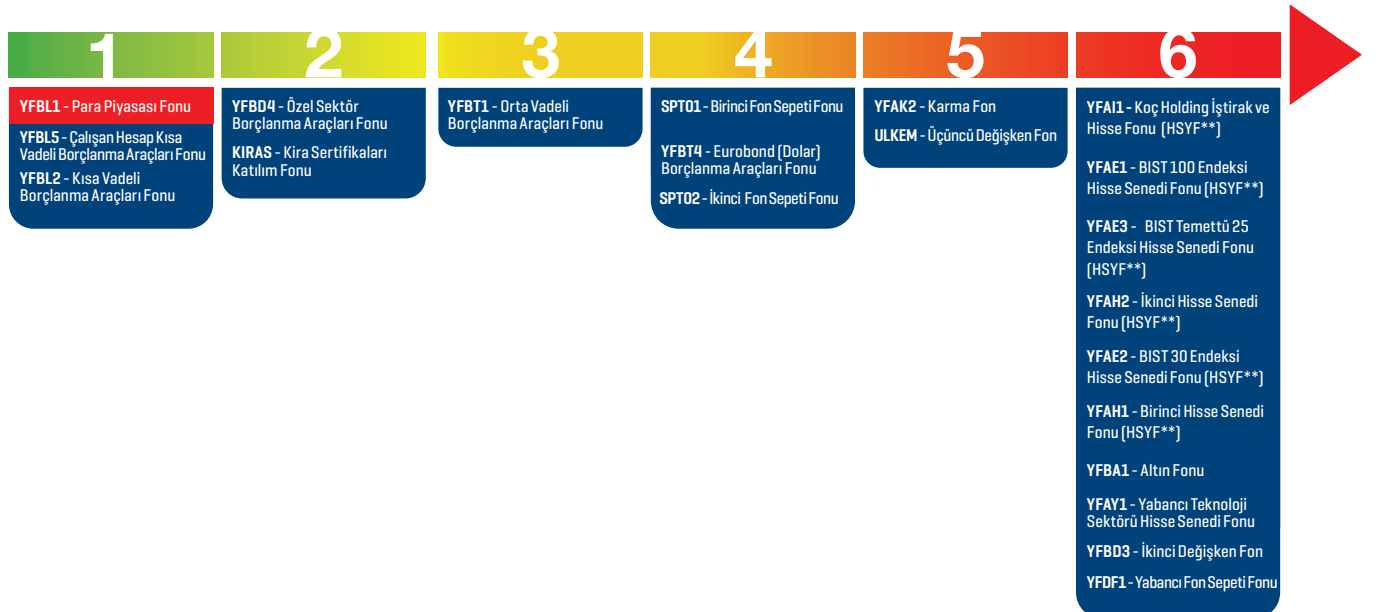 1
2
3
4
5
6
YFBL1 - Para Piyasası Fonu
YFBL5 - Çalışan Hesap Kısa
Vadeli Borçlanma Araçları Fonu
YFBL2 - Kısa Vadeli
Borçlanma Araçları Fonu
YFBD4 - Özel Sektör
Borçlanma Araçları Fonu
KIRAS - Kira Sertifikaları
Katılım Fonu
YFBT1 - Orta Vadeli
Borçlanma Araçları Fonu
SPT01 - Birinci Fon Sepeti Fonu
YFBT4 - Eurobond (Dolar)
Borçlanma Araçları Fonu
SPT02 - İkinci Fon Sepeti Fonu
YFAK2 - Karma Fon
ULKEM - Üçüncü Değişken Fon
YFAI1 - Koç Holding İştirak ve
Hisse Fonu (HSYF**)
YFAE1 - BIST 100 Endeksi
Hisse Senedi Fonu (HSYF**)
YFAE3 - BIST Temettü 25
Endeksi Hisse Senedi Fonu
(HSYF**)
YFAH2 - İkinci Hisse Senedi
Fonu (HSYF**)
YFAE2 - BIST 30 Endeksi
Hisse Senedi Fonu (HSYF**)
YFAH1 - Birinci Hisse Senedi
Fonu (HSYF**)
YFBA1 - Altın Fonu
YFAY1 - Yabancı Teknoloji
Sektörü Hisse Senedi Fonu
YFBD3 - İkinci Değişken Fon
YFDF1 - Yabancı Fon Sepeti Fonu